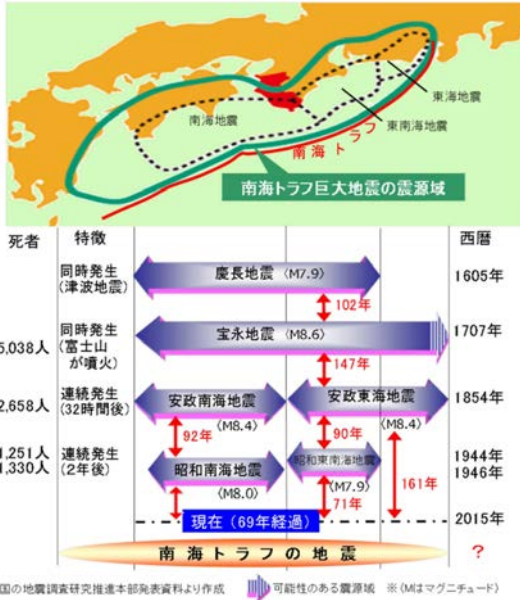 南海地震
東海地震
東南海地震
南海トラフ
南海トラフ巨大地震の震源域
死者 特徴 西暦
同時発生
(津波地震)
慶長地震〈M7.9〉
1605年
102年
5,038人
同時発生
(富士山
が噴火)
宝永地震〈M8.6〉
1707年
147年
2,658人
連続発生
(32時間後)
安政南海地震
〈M8.4〉
安政東海地震
〈M8.4〉
1854年
92年
90年
161年
1,251人
1,330人
連続発生
(2年後)
昭和南海地震
〈M8.0〉
昭和東南海地震
〈M7.9〉
1944年
1946年
71年
現在(69年経過)
2015年
南海トラフの地震
?
国の地震調査研究推進本部発表資料より作成 可能性のある震源域 ※〈Mはマグニチュード〉